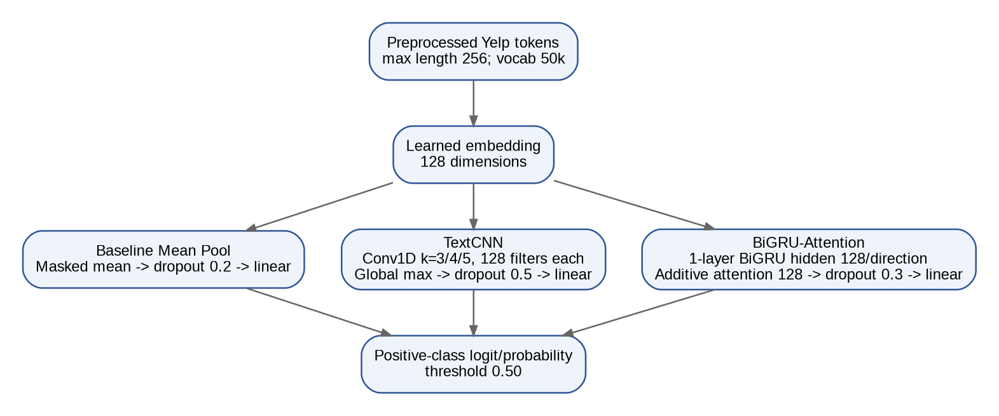 Preprocessed Yelp tokens
max length 256; vocab 50k
Learned embedding
128 dimensions
Baseline Mean Pool
Masked mean -> dropout 0.2 -> linear
TextCNN
Conv1D k=3/4/5, 128 filters each
Global max -> dropout 0.5 -> linear
BiGRU-Attention
1-layer BiGRU hidden 128/direction
Additive attention 128 -> dropout 0.3 -> linear
Positive-class logit/probability
threshold 0.50